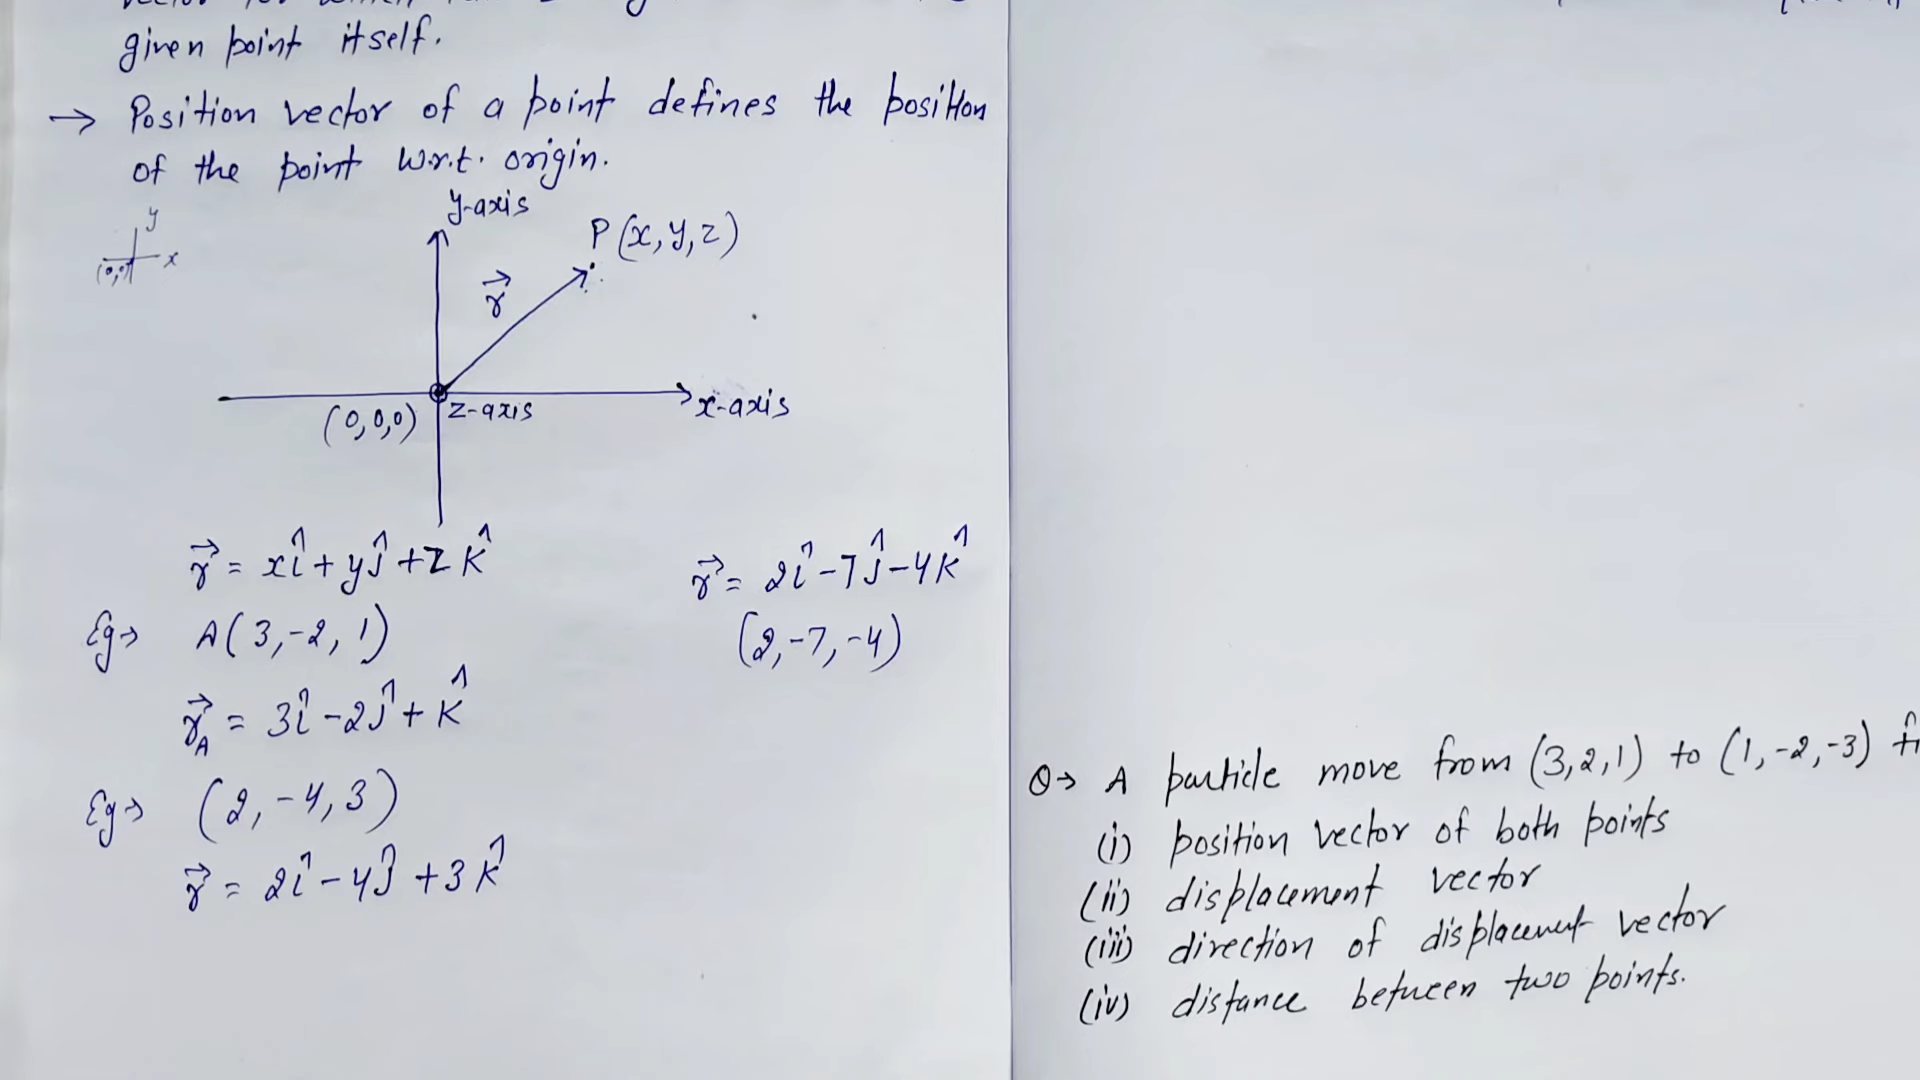 given point itself.
→ Position vector of a point defines the position
of the point w.r.t. origin.
y
x
(0,0)
y-axis
P (x, y, z)
r⃗
(0,0,0)
z-axis
x-axis
r⃗ = xî + yĵ + zk̂
Eg→ A(3, -2, 1)
r⃗_A = 3î - 2ĵ + k̂
Eg→ (2, -4, 3)
r⃗ = 2î - 4ĵ + 3k̂
r⃗ = 2î - 7ĵ - 4k̂
(2, -7, -4)
Q→ A particle move from (3,2,1) to (1,-2,-3)
(i) position vector of both points
(ii) displacement vector
(iii) direction of displacement vector
(iv) distance between two points.